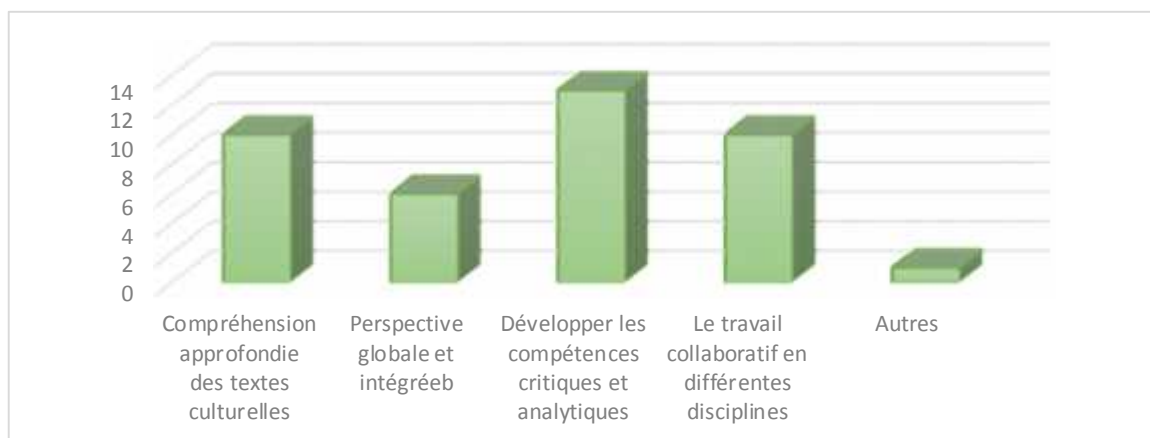 14
12
10
8
6
4
2
0
Compréhension
approfondie
des textes
culturelles
Perspective
globale et
intégréeb
Développer les
compétences
critiques et
analytiques
Le travail
collaboratif en
différentes
disciplines
Autres